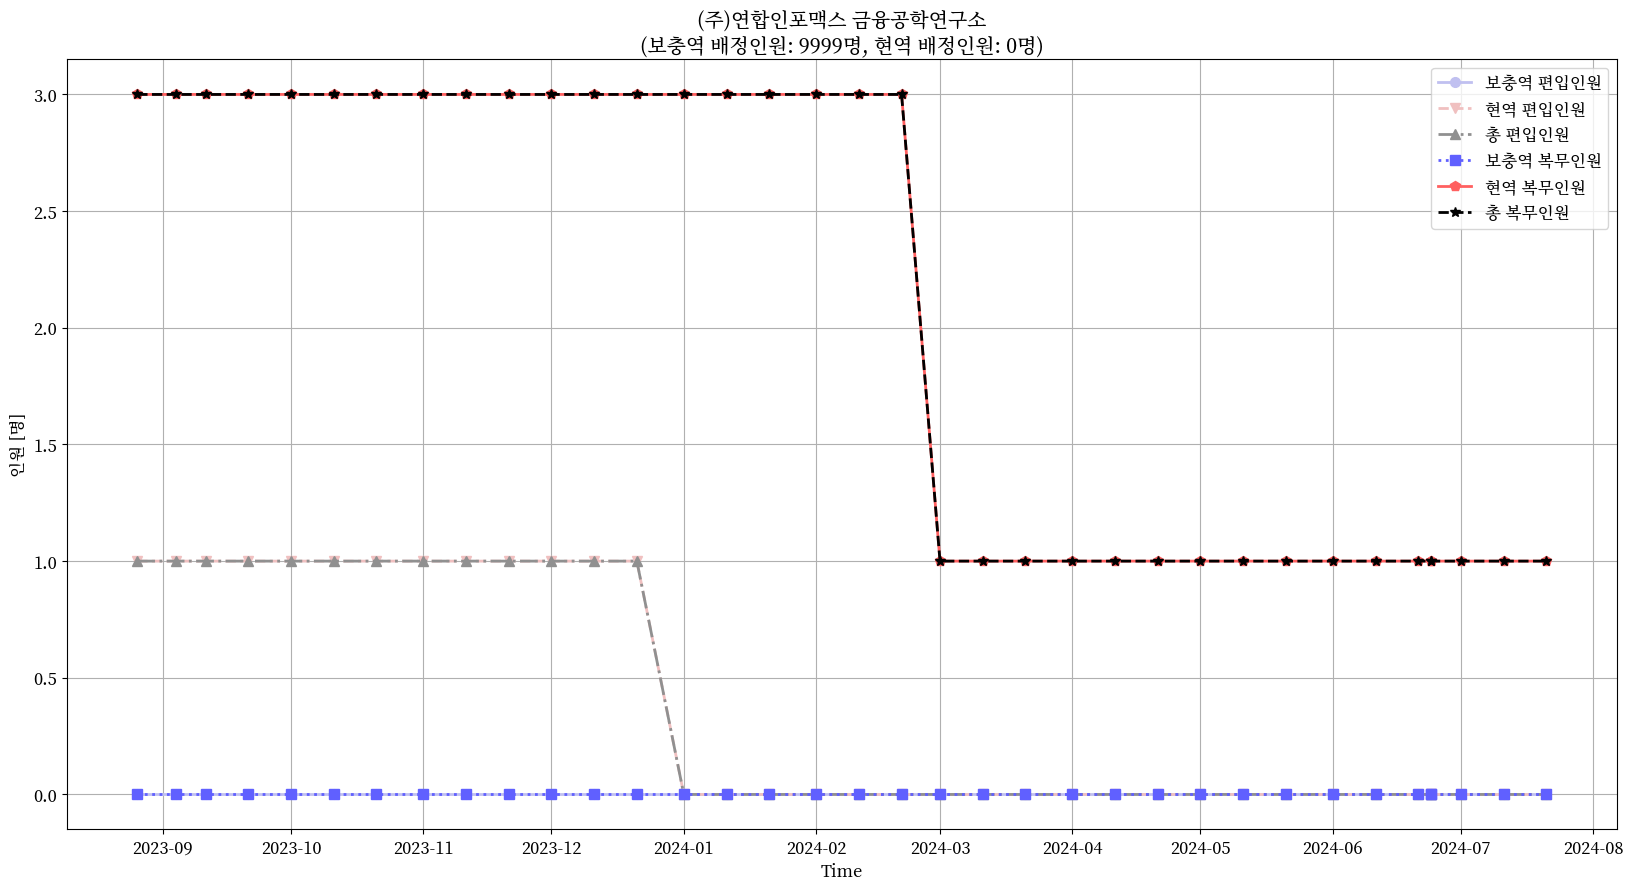 (주)연합인포맥스 금융공학연구소
(보충역 배정인원: 9999명, 현역 배정인원: 0명)
보충역 편입인원
현역 편입인원
총 편입인원
보충역 복무인원
현역 복무인원
총 복무인원
인원 [명]
3.0
2.5
2.0
1.5
1.0
0.5
0.0
2023-09
2023-10
2023-11
2023-12
2024-01
2024-02
2024-03
2024-04
2024-05
2024-06
2024-07
2024-08
Time